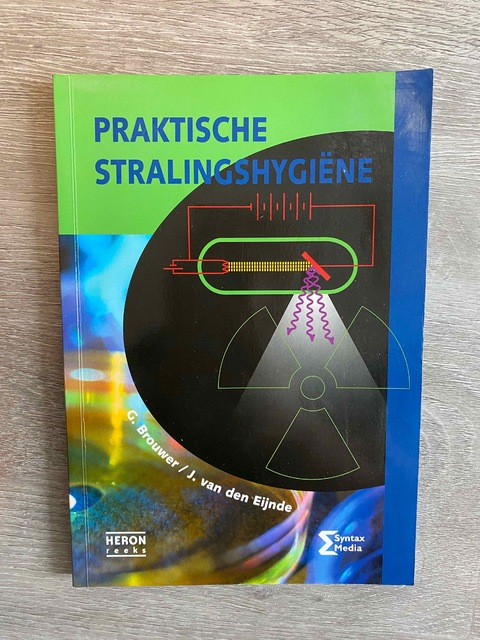 PRAKTISCHE
STRALINGSHYGIËNE
G. Brouwer / J. van den Eijnde
HERON
reeks
Syntax
Media